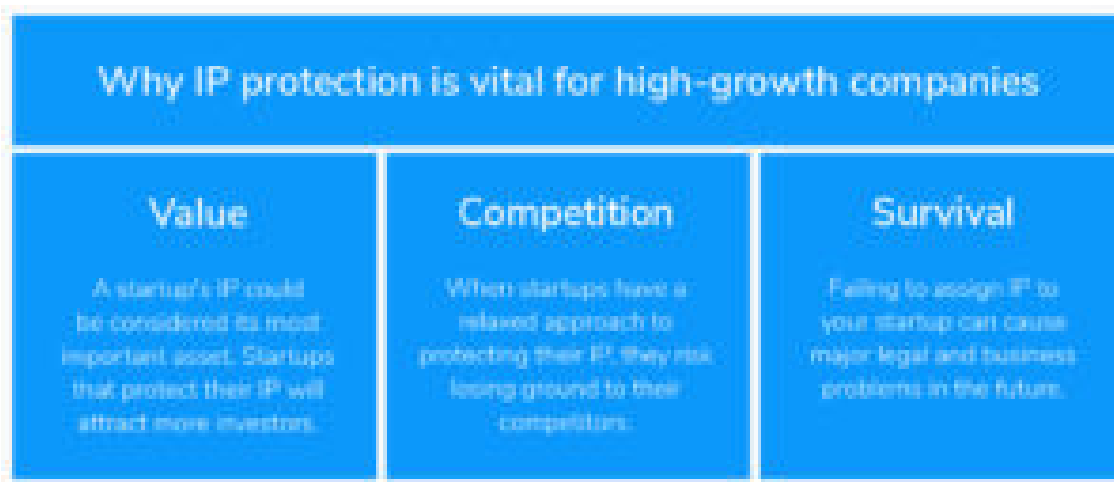 Why IP protection is vital for high-growth companies
Value
A startup's IP could
be considered its most
important asset. Startups
that protect their IP will
attract more investors.
Competition
When startups have a
relaxed approach to
protecting their IP, they risk
losing ground to their
competitors.
Survival
Failing to assign IP to
your startup can cause
major legal and business
problems in the future.